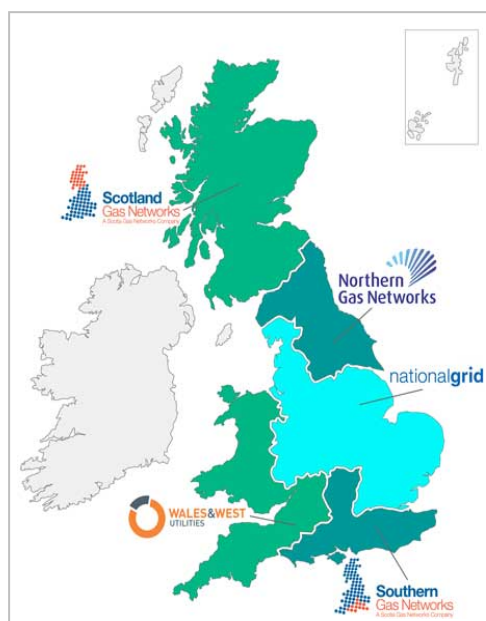 Scotland
Gas Networks
A Scotia Gas Networks Company
Northern
Gas Networks
nationalgrid
WALES&WEST
UTILITIES
Southern
Gas Networks
A Scotia Gas Networks Company